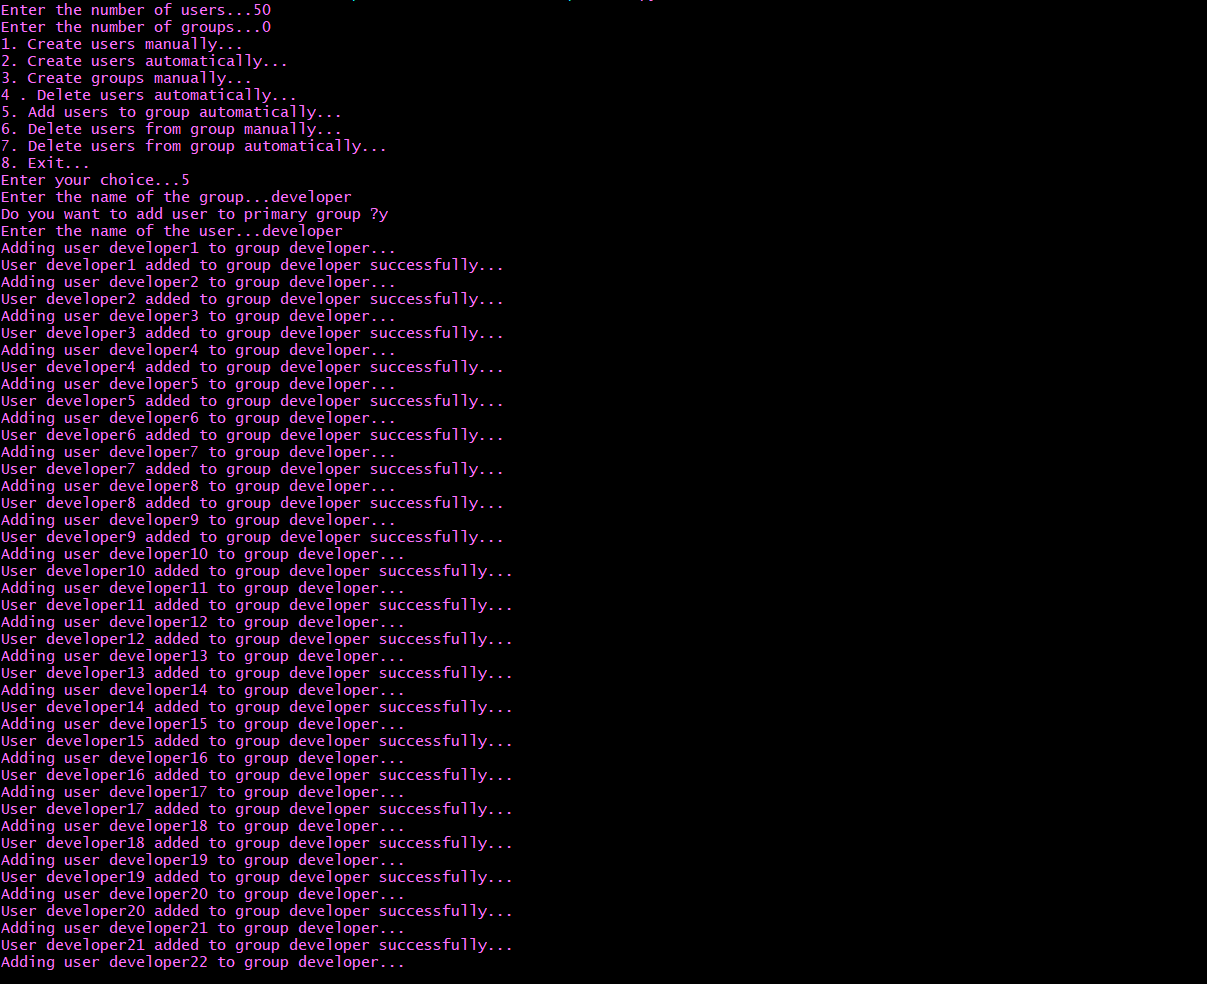 Enter the number of users...50
Enter the number of groups...0
1. Create users manually...
2. Create users automatically...
3. Create groups manually...
4 . Delete users automatically...
5. Add users to group automatically...
6. Delete users from group manually...
7. Delete users from group automatically...
8. Exit...
Enter your choice...5
Enter the name of the group...developer
Do you want to add user to primary group ?y
Enter the name of the user...developer
Adding user developer1 to group developer...
User developer1 added to group developer successfully...
Adding user developer2 to group developer...
User developer2 added to group developer successfully...
Adding user developer3 to group developer...
User developer3 added to group developer successfully...
Adding user developer4 to group developer...
User developer4 added to group developer successfully...
Adding user developer5 to group developer...
User developer5 added to group developer successfully...
Adding user developer6 to group developer...
User developer6 added to group developer successfully...
Adding user developer7 to group developer...
User developer7 added to group developer successfully...
Adding user developer8 to group developer...
User developer8 added to group developer successfully...
Adding user developer9 to group developer...
User developer9 added to group developer successfully...
Adding user developer10 to group developer...
User developer10 added to group developer successfully...
Adding user developer11 to group developer...
User developer11 added to group developer successfully...
Adding user developer12 to group developer...
User developer12 added to group developer successfully...
Adding user developer13 to group developer...
User developer13 added to group developer successfully...
Adding user developer14 to group developer...
User developer14 added to group developer successfully...
Adding user developer15 to group developer...
User developer15 added to group developer successfully...
Adding user developer16 to group developer...
User developer16 added to group developer successfully...
Adding user developer17 to group developer...
User developer17 added to group developer successfully...
Adding user developer18 to group developer...
User developer18 added to group developer successfully...
Adding user developer19 to group developer...
User developer19 added to group developer successfully...
Adding user developer20 to group developer...
User developer20 added to group developer successfully...
Adding user developer21 to group developer...
User developer21 added to group developer successfully...
Adding user developer22 to group developer...